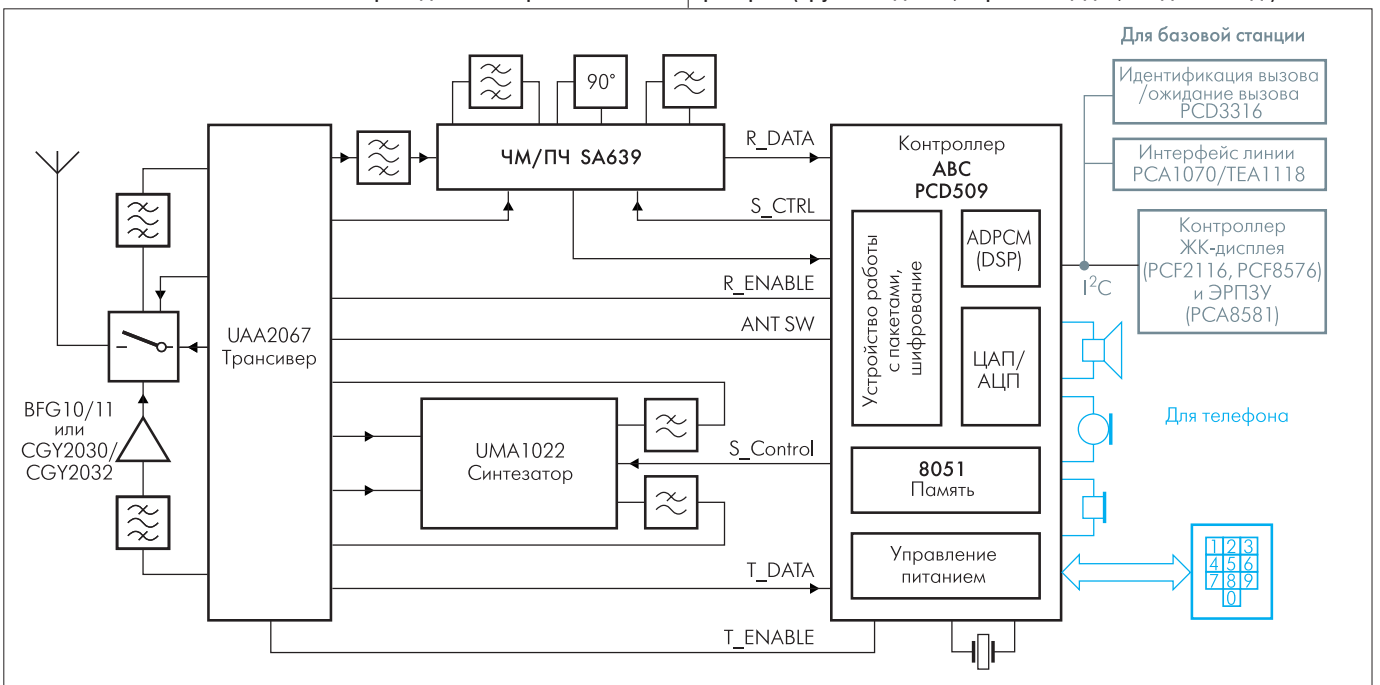 Для базовой станции
Идентификация вызова
/ожидание вызова
PCD3316
Интерфейс линии
PCA1070/TEA1118
Контроллер
ЖК-дисплея
(PCF2116, PCF8576)
и ЭРПЗУ
(PCA8581)
I²C
90°
ЧМ/ПЧ SA639
R_DATA
S_CTRL
R_ENABLE
ANT SW
UAA2067
Трансивер
BFG10/11
или
CGY2030/
CGY2032
UMA1022
Синтезатор
S_Control
T_DATA
T_ENABLE
Контроллер
ABC
PCD509
Устройство работы
с пакетами,
шифрование
ADPCM
(DSP)
ЦАП/
АЦП
8051
Память
Управление
питанием
Для телефона
1 2 3
4 5 6
7 8 9
0